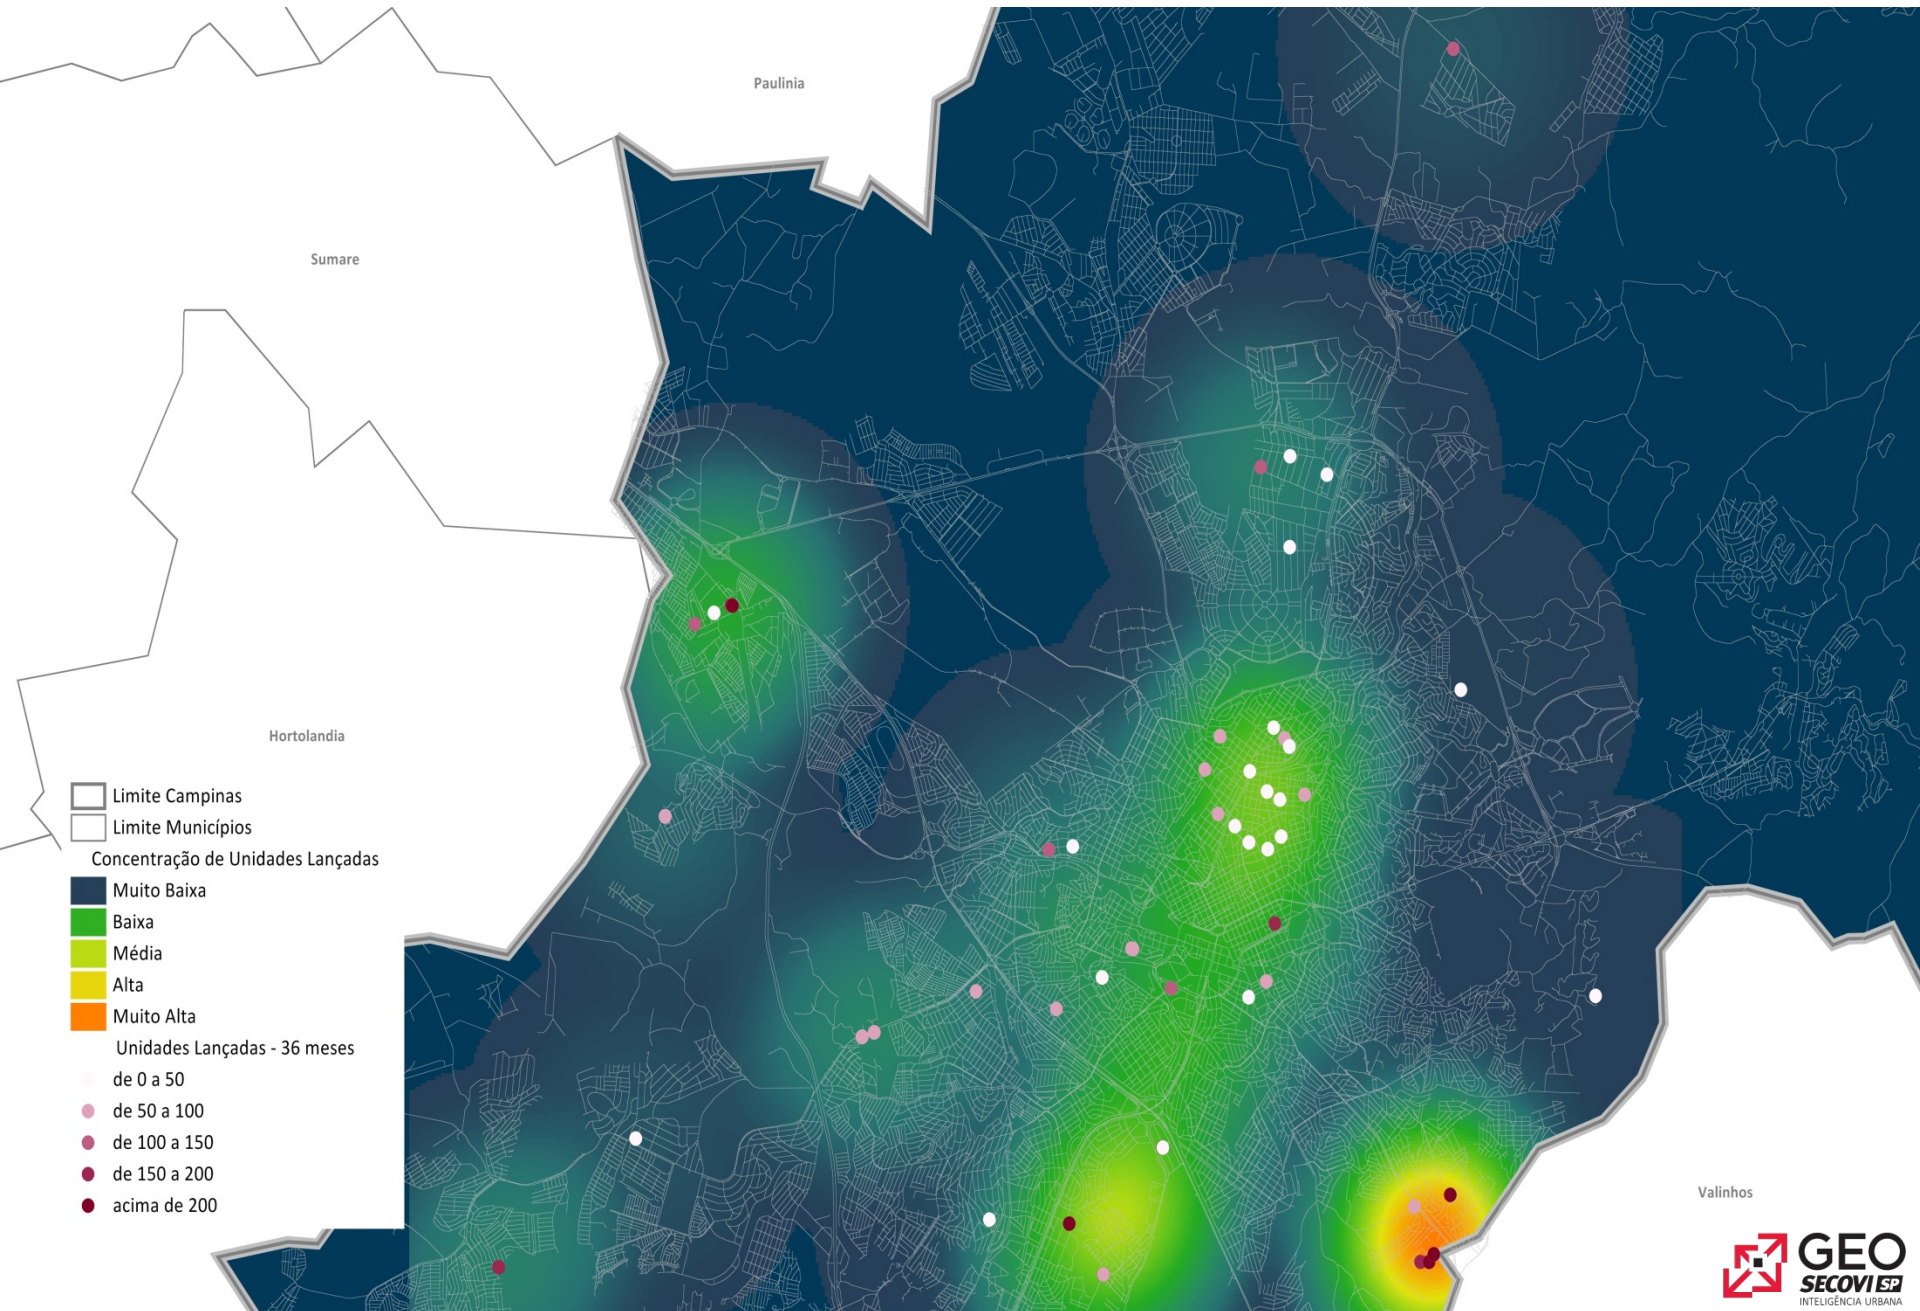 Paulinia
Sumare
Hortolandia
Limite Campinas
Limite Municípios
Concentração de Unidades Lançadas
Muito Baixa
Baixa
Média
Alta
Muito Alta
Unidades Lançadas - 36 meses
de 0 a 50
de 50 a 100
de 100 a 150
de 150 a 200
acima de 200
Valinhos
GEO
SECOVI SP
INTELIGÊNCIA URBANA